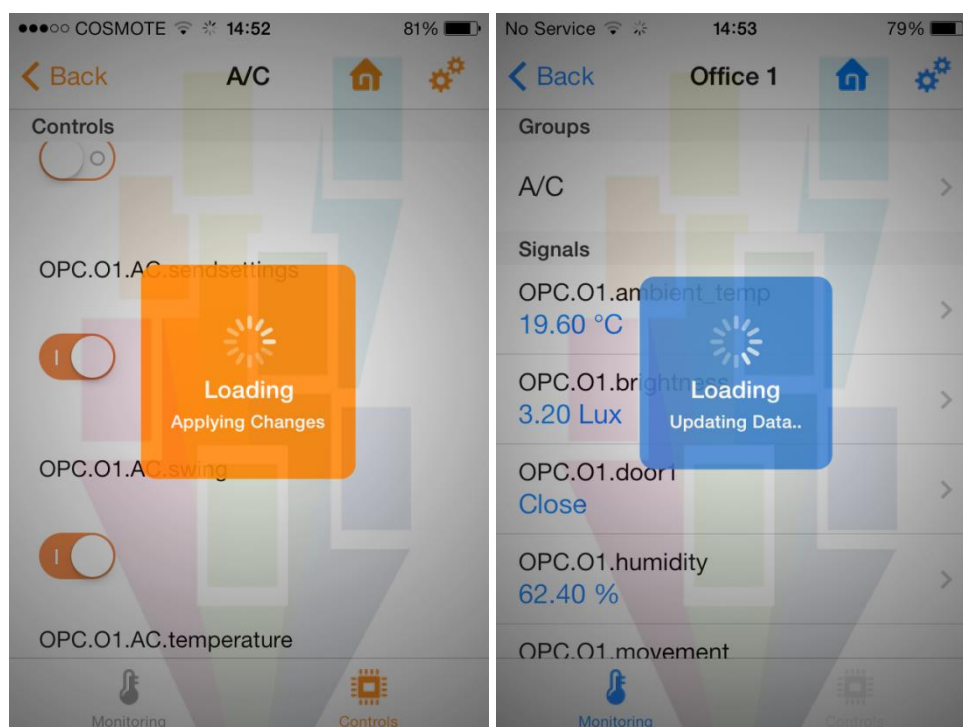 COSMOTE 14:52 81%
Back A/C
Controls
OPC.O1.AC.sendsettings
Loading
Applying Changes
OPC.O1.AC.swing
OPC.O1.AC.temperature
Monitoring Controls
No Service 14:53 79%
Back Office 1
Groups
A/C
Signals
OPC.O1.ambient_temp
19.60 °C
OPC.O1.brightness
3.20 Lux
Loading
Updating Data..
OPC.O1.door1
Close
OPC.O1.humidity
62.40 %
OPC.O1.movement
Monitoring Controls